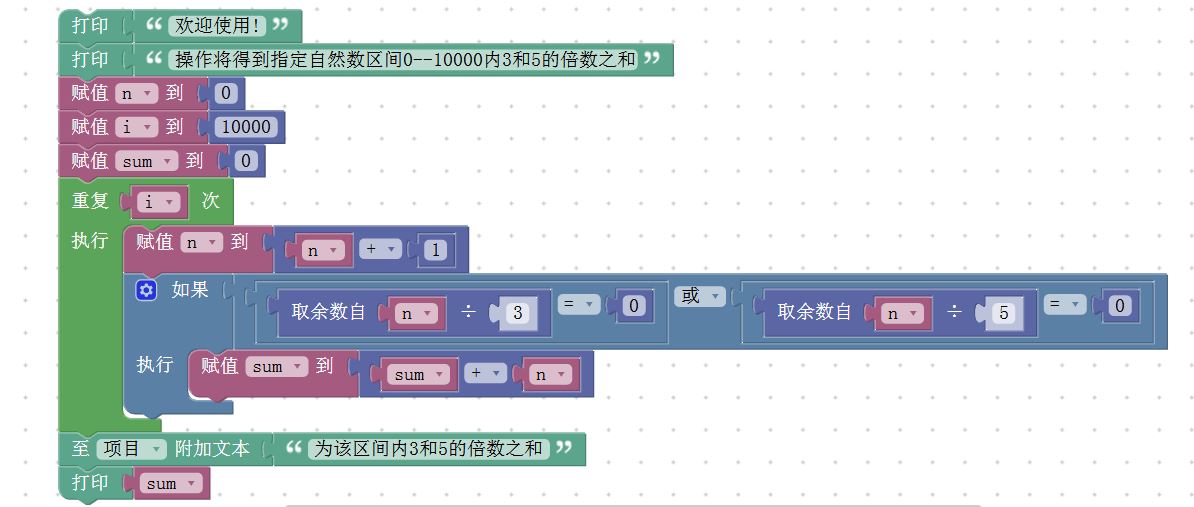 打印 “ 欢迎使用! ”
打印 “ 操作将得到指定自然数区间0--10000内3和5的倍数之和 ”
赋值 n 到 0
赋值 i 到 10000
赋值 sum 到 0
重复 i 次
执行 赋值 n 到 n + 1
如果 取余数自 n ÷ 3 = 0 或 取余数自 n ÷ 5 = 0
执行 赋值 sum 到 sum + n
至 项目 附加文本 “ 为该区间内3和5的倍数之和 ”
打印 sum